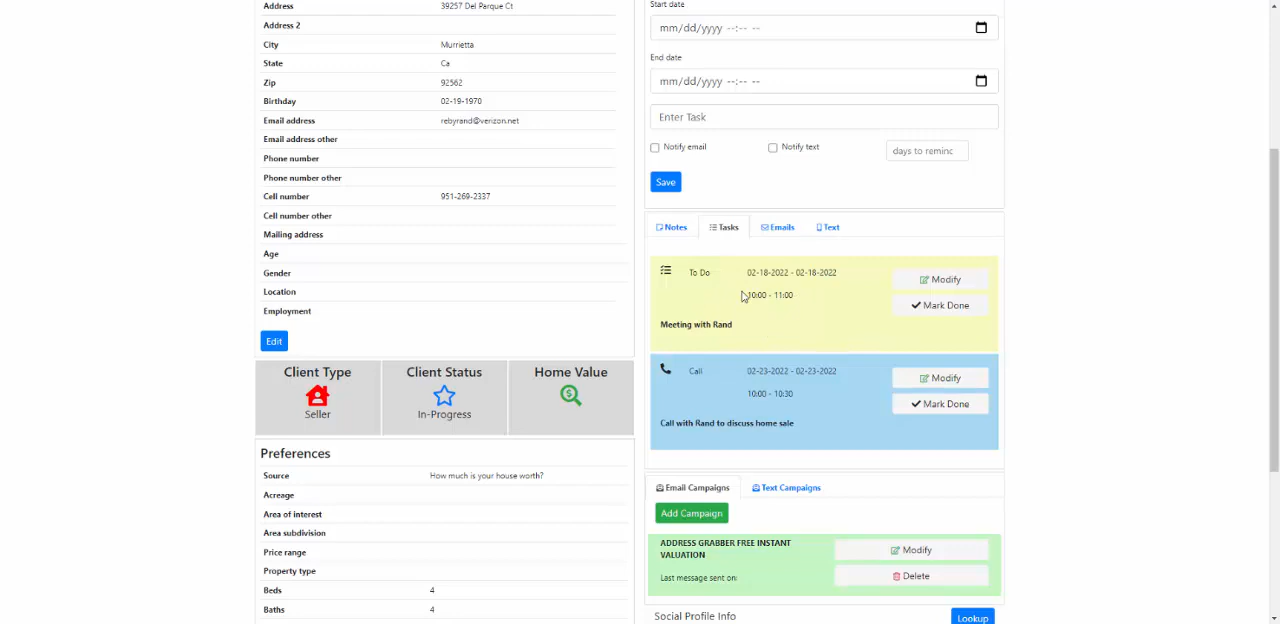 Address 39257 Del Parque Ct
Address 2
City Murrietta
State Ca
Zip 92562
Birthday 02-19-1970
Email address rebyrand@verizon.net
Email address other
Phone number
Phone number other
Cell number 951-269-2337
Cell number other
Mailing address
Age
Gender
Location
Employment
Edit
Client Type
Seller
Client Status
In-Progress
Home Value
Preferences
Source How much is your house worth?
Acreage
Area of interest
Area subdivision
Price range
Property type
Beds 4
Baths 4
Start date
mm/dd/yyyy --:-- --
End date
mm/dd/yyyy --:-- --
Enter Task
Notify email Notify text days to reminc
Save
Notes Tasks Emails Text
To Do 02-18-2022 - 02-18-2022 Modify
10:00 - 11:00 Mark Done
Meeting with Rand
Call 02-23-2022 - 02-23-2022 Modify
10:00 - 10:30 Mark Done
Call with Rand to discuss home sale
Email Campaigns Text Campaigns
Add Campaign
ADDRESS GRABBER FREE INSTANT
VALUATION
Modify
Last message sent on: Delete
Social Profile Info Lookup